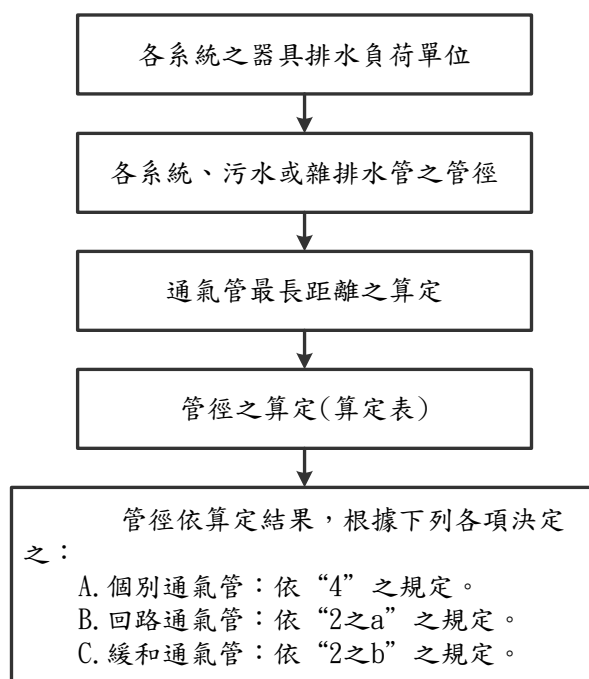 各系統之器具排水負荷單位
各系統、污水或雜排水管之管徑
通氣管最長距離之算定
管徑之算定(算定表)
管徑依算定結果，根據下列各項決定
之：
A.個別通氣管：依“4”之規定。
B.回路通氣管：依“2之a”之規定。
C.緩和通氣管：依“2之b”之規定。